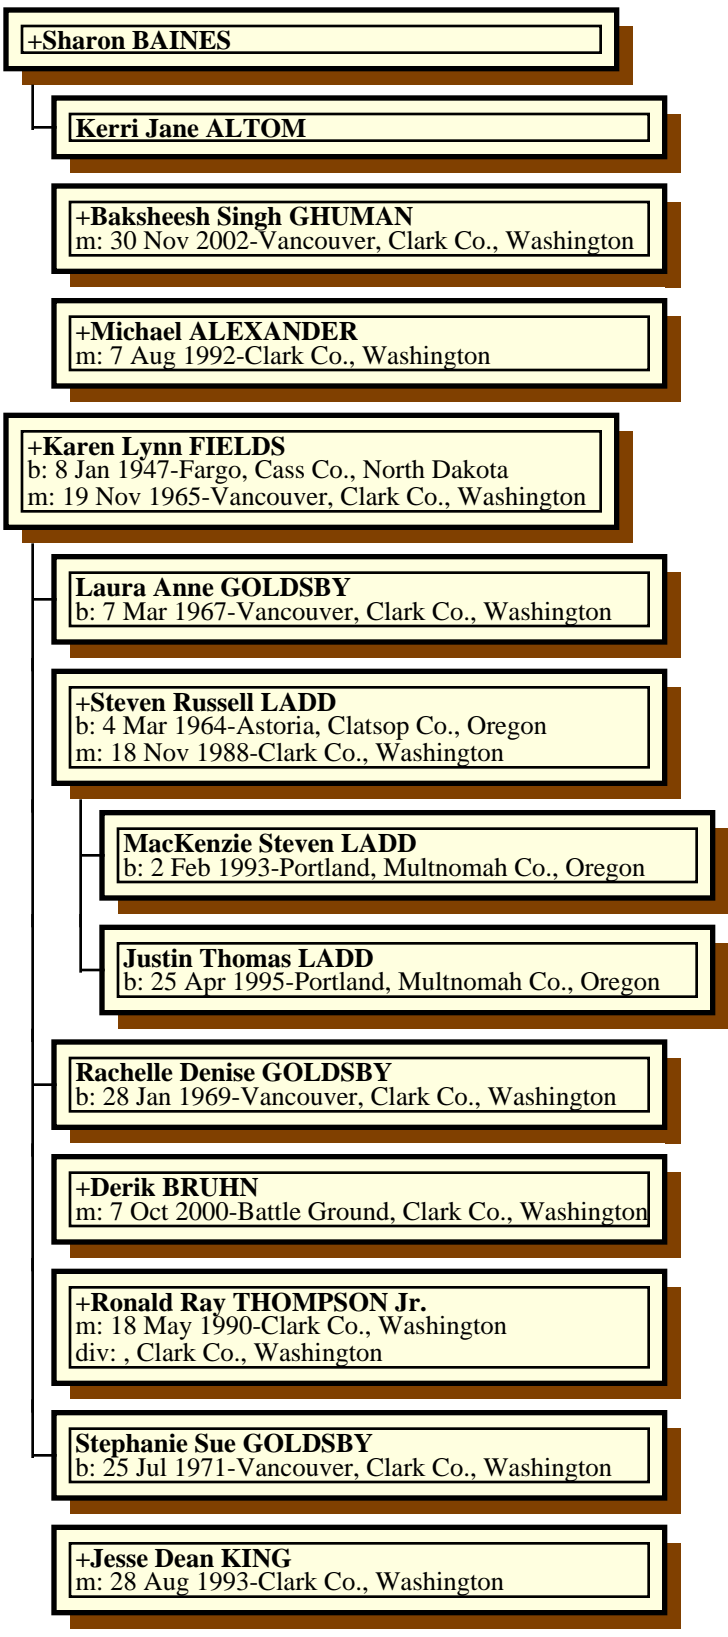 +Sharon BAINES
Kerri Jane ALTOM
+Baksheesh Singh GHUMAN
m: 30 Nov 2002-Vancouver, Clark Co., Washington
+Michael ALEXANDER
m: 7 Aug 1992-Clark Co., Washington
+Karen Lynn FIELDS
b: 8 Jan 1947-Fargo, Cass Co., North Dakota
m: 19 Nov 1965-Vancouver, Clark Co., Washington
Laura Anne GOLDSBY
b: 7 Mar 1967-Vancouver, Clark Co., Washington
+Steven Russell LADD
b: 4 Mar 1964-Astoria, Clatsop Co., Oregon
m: 18 Nov 1988-Clark Co., Washington
MacKenzie Steven LADD
b: 2 Feb 1993-Portland, Multnomah Co., Oregon
Justin Thomas LADD
b: 25 Apr 1995-Portland, Multnomah Co., Oregon
Rachelle Denise GOLDSBY
b: 28 Jan 1969-Vancouver, Clark Co., Washington
+Derik BRUHN
m: 7 Oct 2000-Battle Ground, Clark Co., Washington
+Ronald Ray THOMPSON Jr.
m: 18 May 1990-Clark Co., Washington
div: , Clark Co., Washington
Stephanie Sue GOLDSBY
b: 25 Jul 1971-Vancouver, Clark Co., Washington
+Jesse Dean KING
m: 28 Aug 1993-Clark Co., Washington